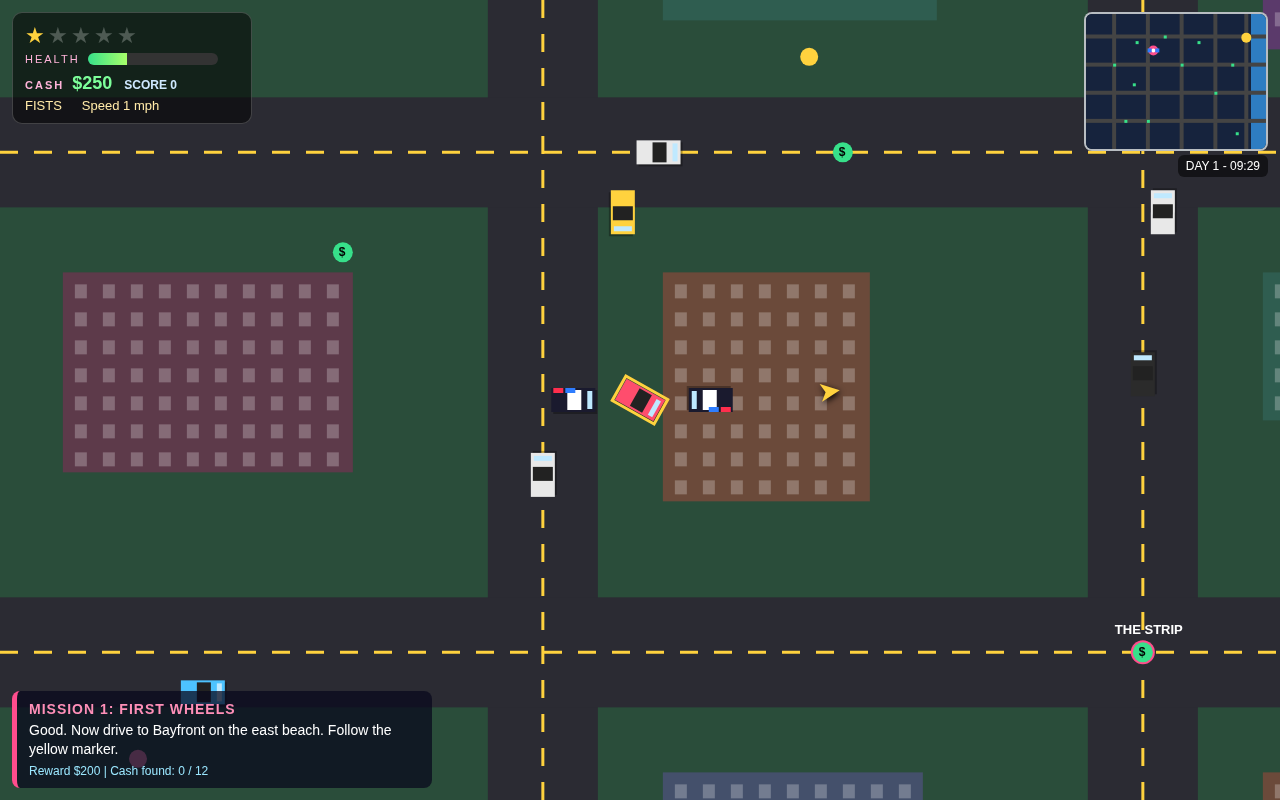 HEALTH
CASH $250 SCORE 0
FISTS Speed 1 mph
DAY 1 - 09:29
$
$
THE STRIP
$
MISSION 1: FIRST WHEELS
Good. Now drive to Bayfront on the east beach. Follow the
yellow marker.
Reward $200 | Cash found: 0 / 12